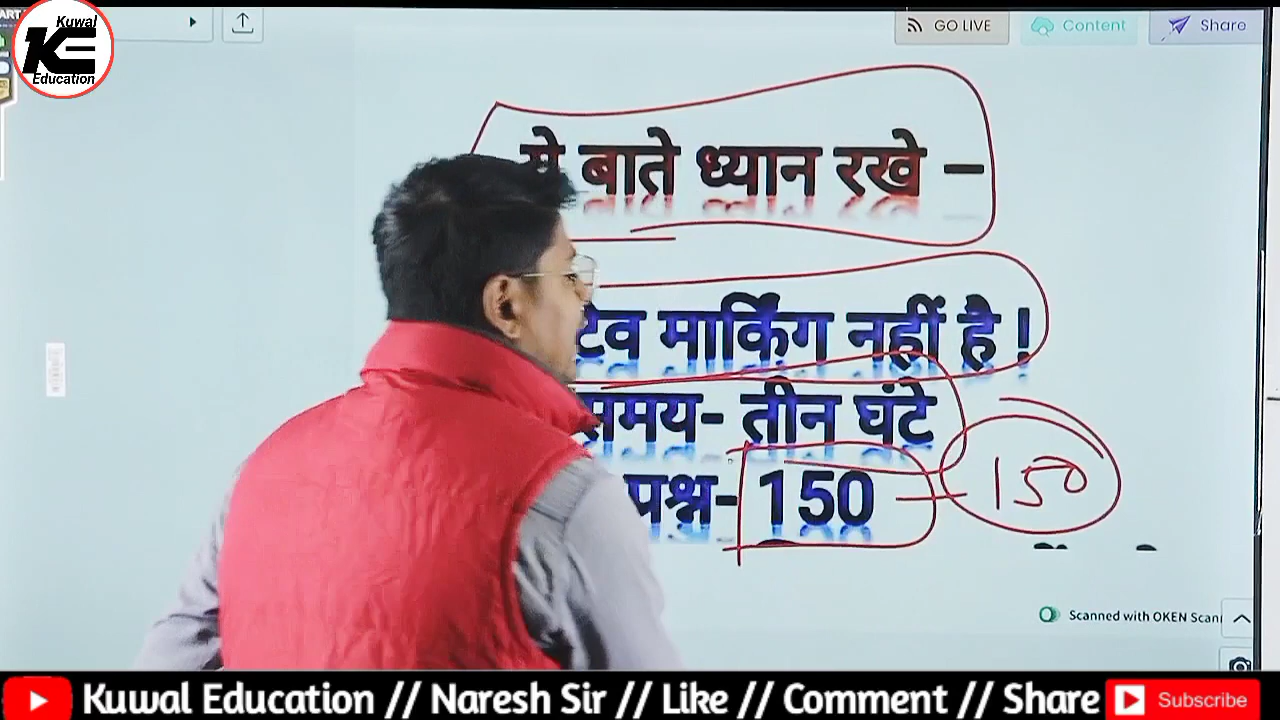 Kuwal
KE
Education
GO LIVE
Content
Share
बाते ध्यान रखे –
मार्किंग नहीं है !
समय- तीन घंटे
प्रश्न- 150
150
Scanned with OKEN
Kuwal Education // Naresh Sir // Like // Comment // Share
Subscribe